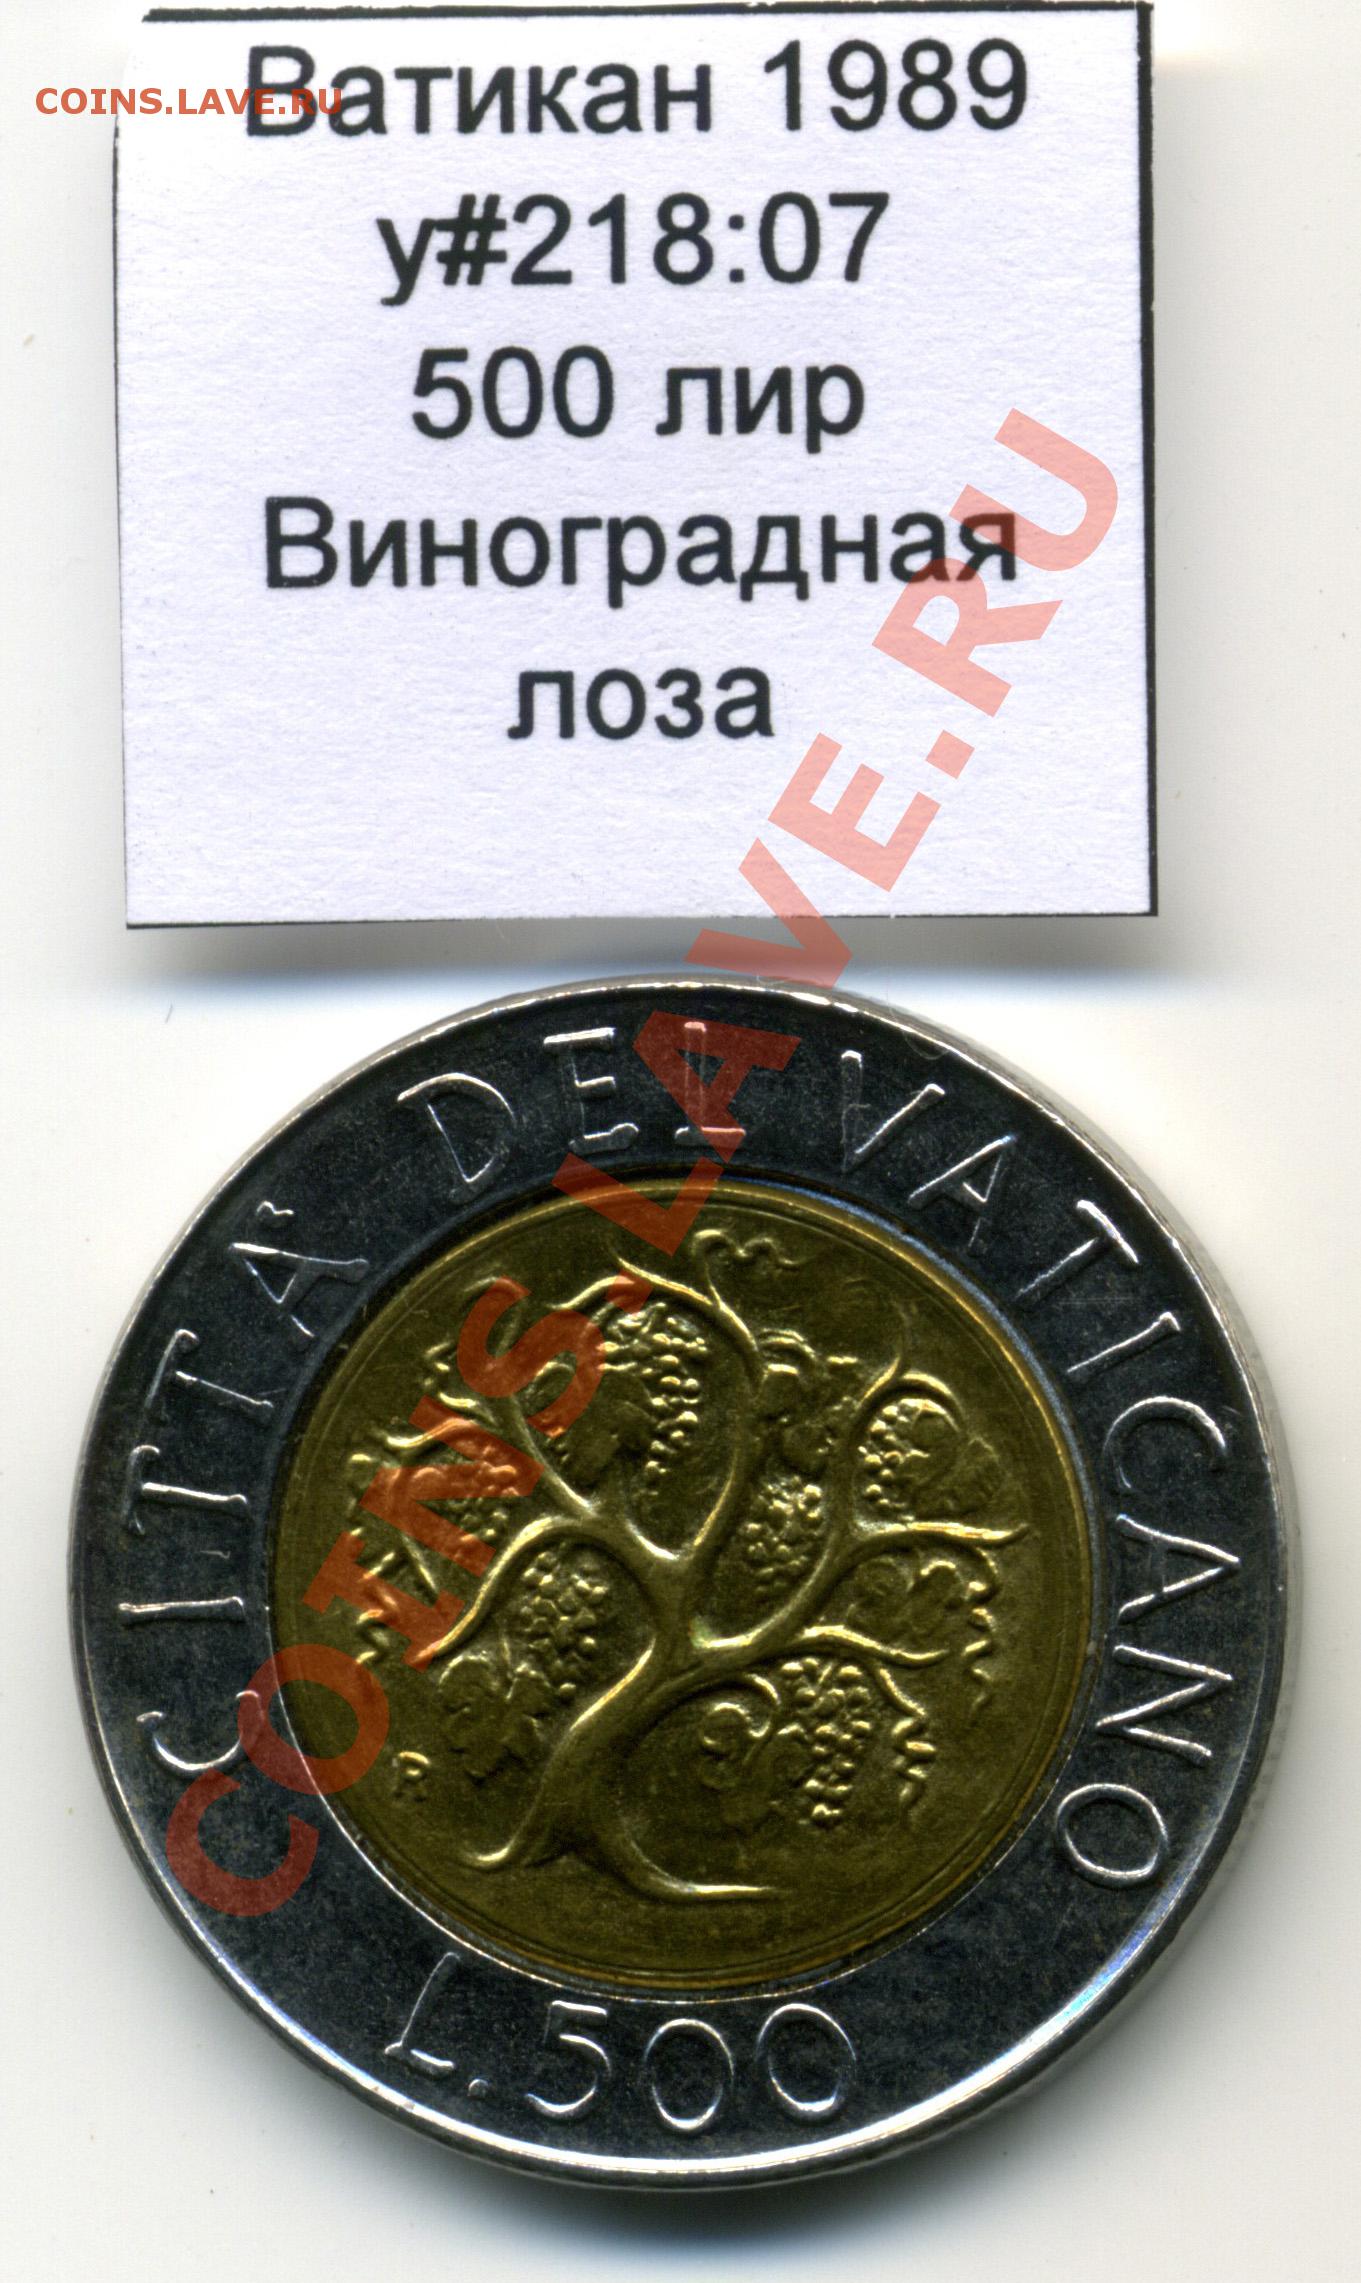 COINS.LAVE.RU
Ватикан 1989
y#218:07
500 лир
Виноградная
лоза
COINS.LAVE.RU
CITTA' DEL VATICANO
R
L.500